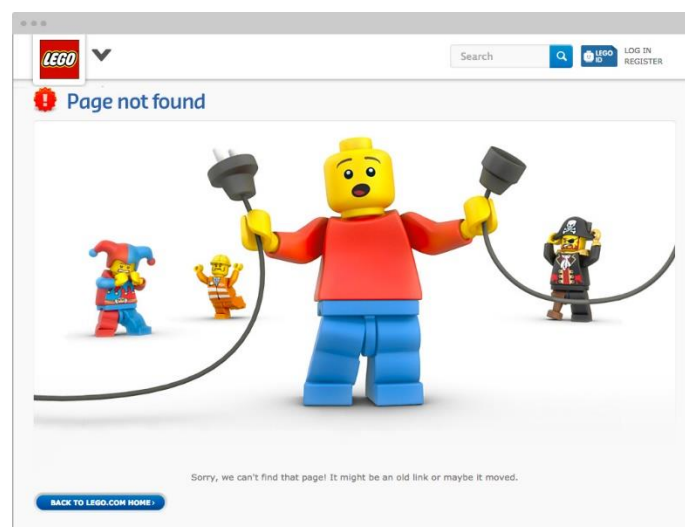 LEGO
Search
LEGO
ID
LOG IN
REGISTER
Page not found
Sorry, we can't find that page! It might be an old link or maybe it moved.
BACK TO LEGO.COM HOME ›